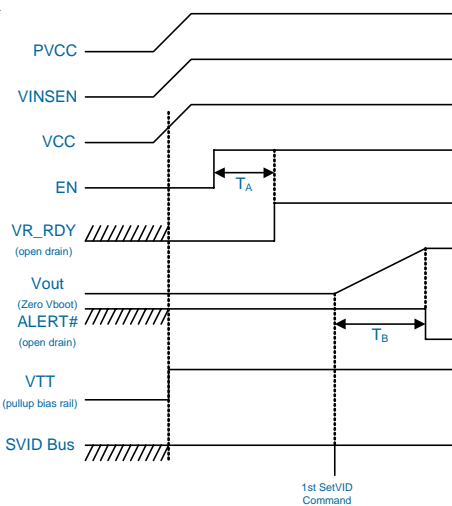 PVCC
VINSEN
VCC
EN
TA
VR_RDY
(open drain)
Vout
(Zero Vboot)
ALERT#
(open drain)
TB
VTT
(pullup bias rail)
SVID Bus
1st SetVID
Command